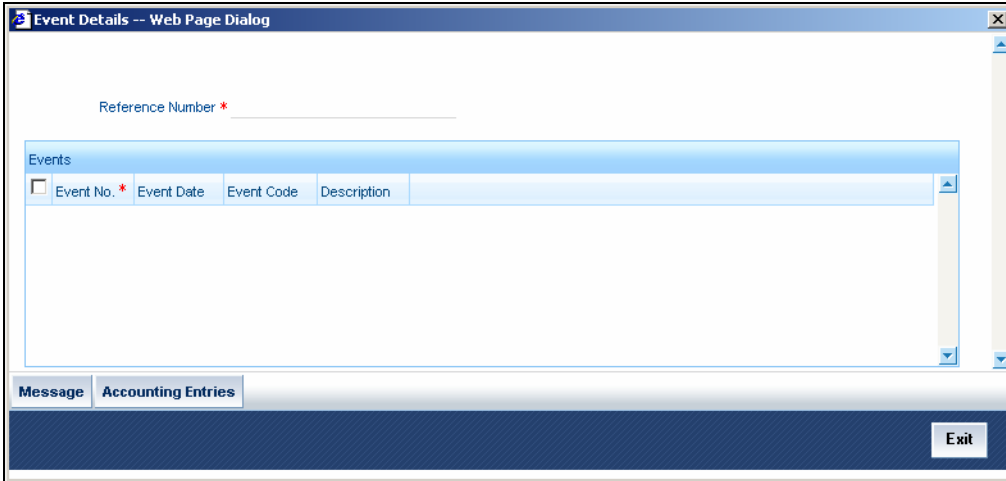 Event Details -- Web Page Dialog
Reference Number *
Events
Event No. * Event Date Event Code Description
Message Accounting Entries
Exit